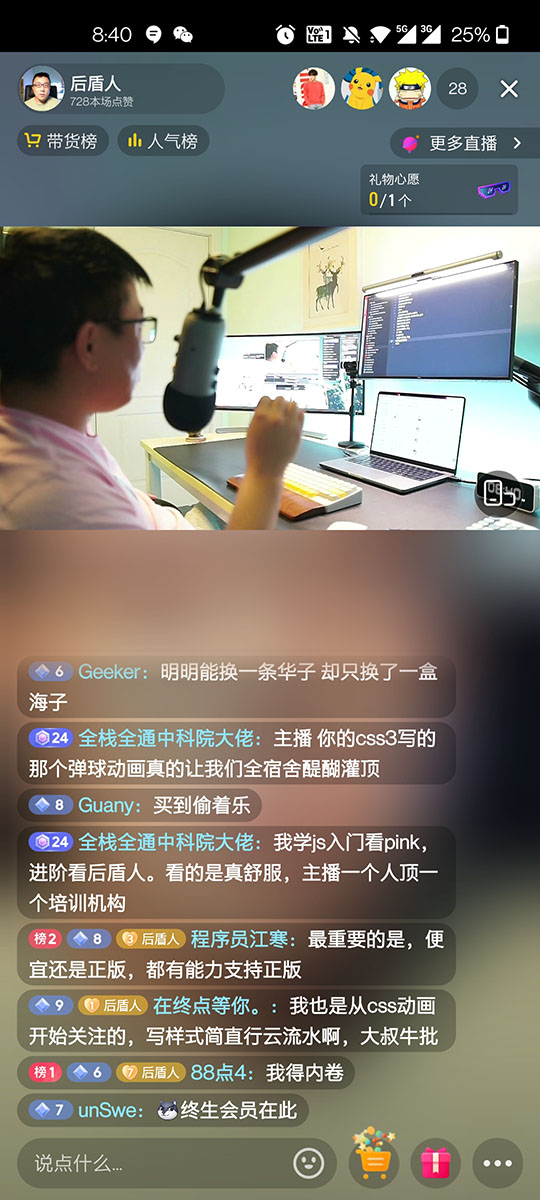 8:40 VoLTE1 5G 3G 25%
后盾人
728本场点赞
28
带货榜 人气榜 更多直播
礼物心愿
0/1个
6 Geeker：明明能换一条华子 却只换了一盒
海子
24 全栈全通中科院大佬：主播 你的css3写的
那个弹球动画真的让我们全宿舍醍醐灌顶
8 Guany：买到偷着乐
24 全栈全通中科院大佬：我学js入门看pink，
进阶看后盾人。看的是真舒服，主播一个人顶一
个培训机构
榜2 8 3 后盾人 程序员江寒：最重要的是，便
宜还是正版，都有能力支持正版
9 1 后盾人 在终点等你。：我也是从css动画
开始关注的，写样式简直行云流水啊，大叔牛批
榜1 6 7 后盾人 88点4：我得内卷
7 unSwe：终生会员在此
说点什么...